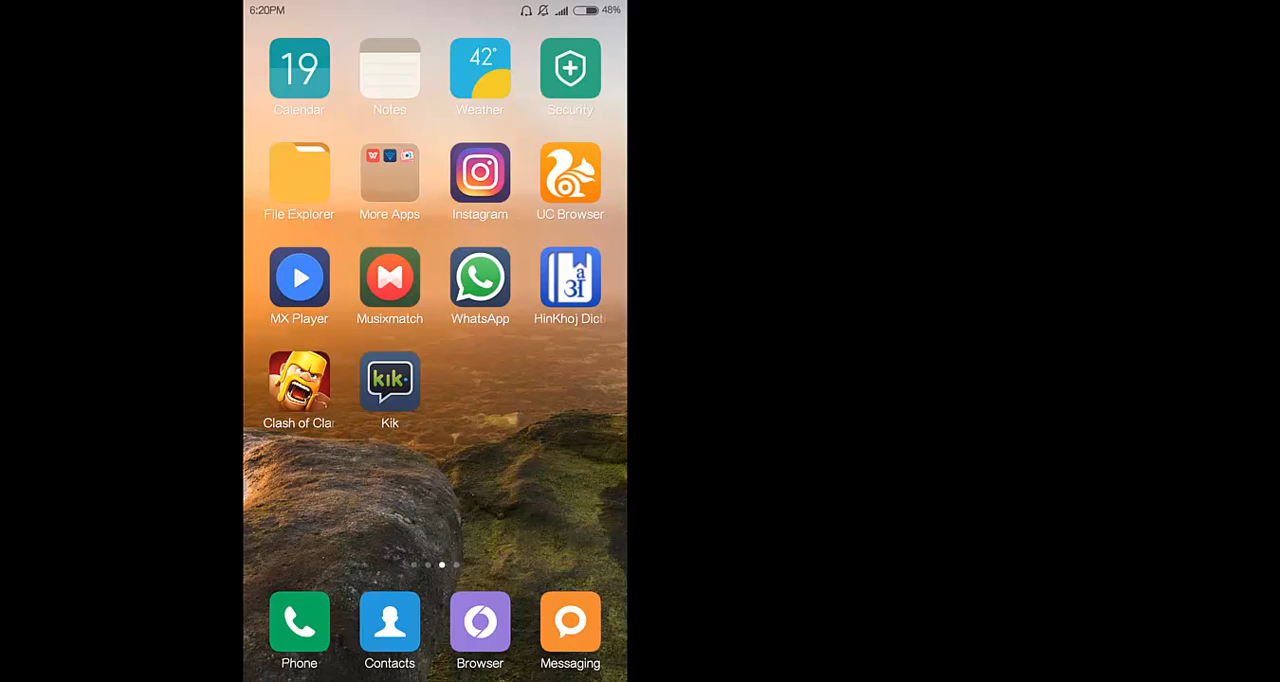 6:20PM 48%
19 42°
Calendar Notes Weather Security
File Explorer More Apps Instagram UC Browser
a
अ
MX Player Musixmatch WhatsApp HinKhoj Dict
kik
Clash of Cla Kik
Phone Contacts Browser Messaging